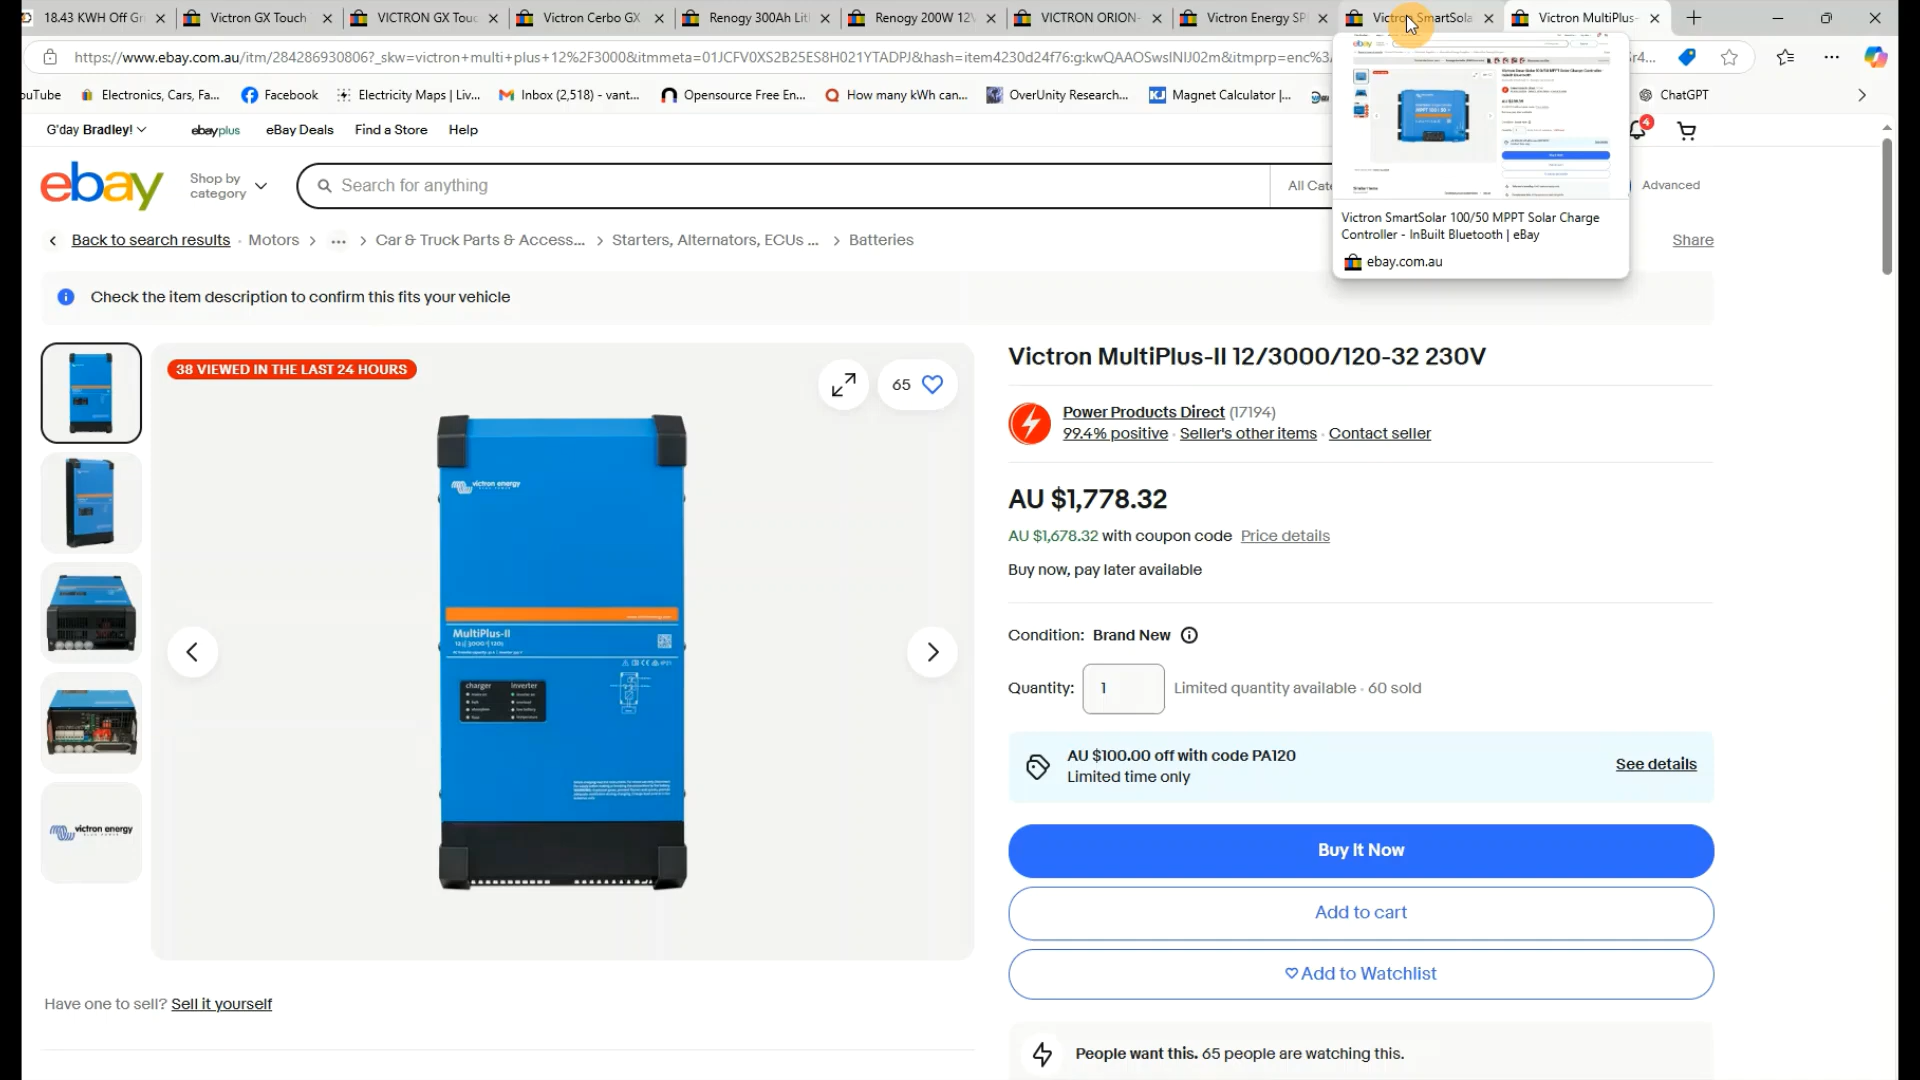 18.43 KWH Off Gr
Victron GX Touch
VICTRON GX Touc
Victron Cerbo GX
Renogy 300Ah Lit
Renogy 200W 12V
VICTRON ORION-
Victron Energy SP
Victron SmartSola
Victron MultiPlus-
https://www.ebay.com.au/itm/284286930806?_skw=victron+multi+plus+12%2F3000&itmmeta=01JCFV0XS2B25ES8H021YTADPJ&hash=item4230d24f76:g:kwQAAOSwsINIJ02m&itmprp=enc%3
ouTube
Electronics, Cars, Fa...
Facebook
Electricity Maps | Liv...
Inbox (2,518) - vant...
Opensource Free En...
How many kWh can...
OverUnity Research...
Magnet Calculator |...
ChatGPT
G'day Bradley!
ebayplus
eBay Deals
Find a Store
Help
4
ebay
Shop by
category
Search for anything
All Cate
Advanced
Victron SmartSolar 100/50 MPPT Solar Charge
Controller - InBuilt Bluetooth | eBay
ebay.com.au
Back to search results
Motors > ... > Car & Truck Parts & Access... > Starters, Alternators, ECUs ... > Batteries
Share
Check the item description to confirm this fits your vehicle
38 VIEWED IN THE LAST 24 HOURS
65
victron energy
MultiPlus-II
charger
inverter
victron energy
Victron MultiPlus-II 12/3000/120-32 230V
Power Products Direct (17194)
99.4% positive · Seller's other items · Contact seller
AU $1,778.32
AU $1,678.32 with coupon code Price details
Buy now, pay later available
Condition: Brand New
Quantity: 1 Limited quantity available · 60 sold
AU $100.00 off with code PA120
Limited time only
See details
Buy It Now
Add to cart
Add to Watchlist
Have one to sell? Sell it yourself
People want this. 65 people are watching this.